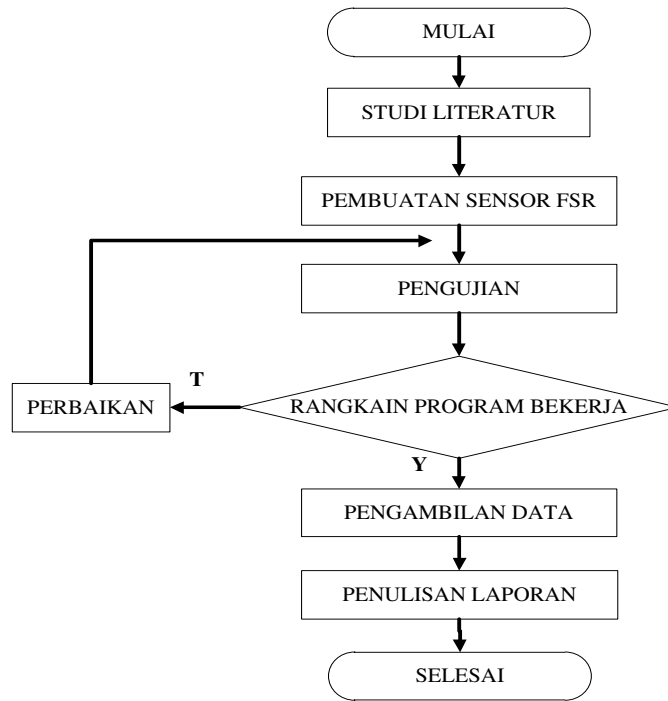 MULAI
STUDI LITERATUR
PEMBUATAN SENSOR FSR
PENGUJIAN
T
PERBAIKAN
RANGKAIN PROGRAM BEKERJA
Y
PENGAMBILAN DATA
PENULISAN LAPORAN
SELESAI